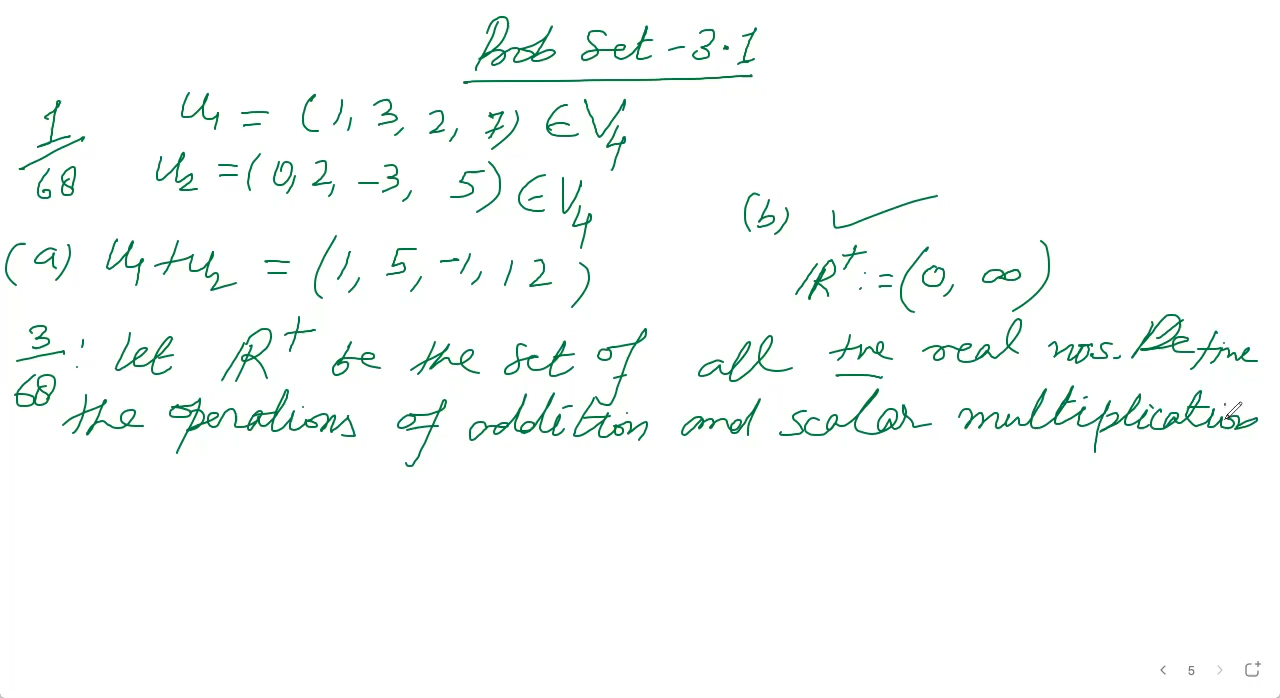 Prob Set - 3.1
1/68 u₁ = (1, 3, 2, 7) ∈ V₄
u₂ = (0, 2, -3, 5) ∈ V₄
(a) u₁ + u₂ = (1, 5, -1, 12)
(b) ✓
ℝ⁺ := (0, ∞)
3/68 : Let ℝ⁺ be the set of all +ve real nos. Define
the operations of addition and scalar multiplication
5